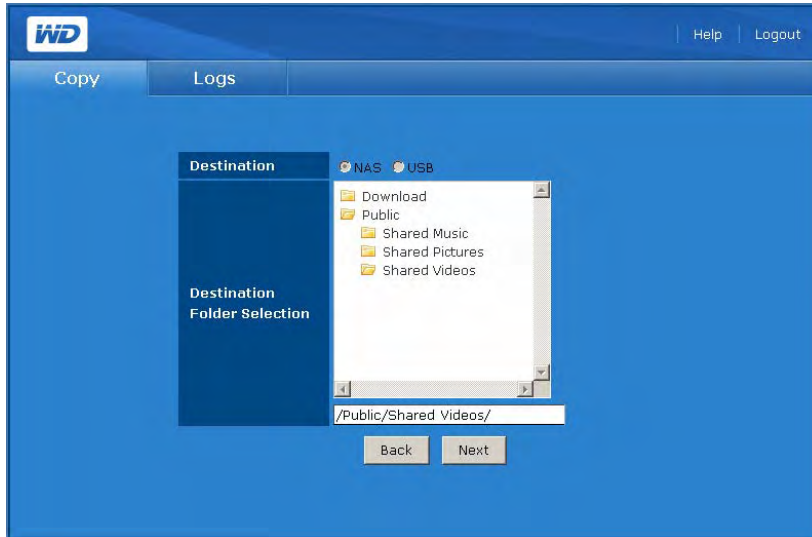 WD
Help Logout
Copy Logs
Destination NAS USB
Download
Public
Shared Music
Shared Pictures
Shared Videos
Destination
Folder Selection
/Public/Shared Videos/
Back Next